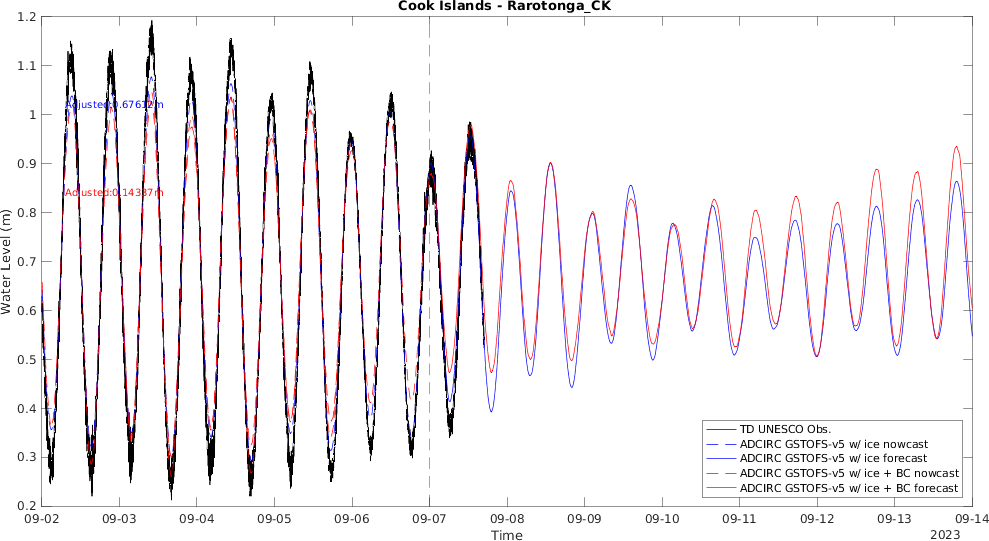 Cook Islands - Rarotonga_CK
1.2
1.1
1
0.9
0.8
0.7
0.6
0.5
0.4
0.3
0.2
Water Level (m)
Adjusted:0.67612m
Adjusted:0.14337m
TD UNESCO Obs.
ADCIRC GSTOFS-v5 w/ ice nowcast
ADCIRC GSTOFS-v5 w/ ice forecast
ADCIRC GSTOFS-v5 w/ ice + BC nowcast
ADCIRC GSTOFS-v5 w/ ice + BC forecast
09-02 09-03 09-04 09-05 09-06 09-07 09-08 09-09 09-10 09-11 09-12 09-13 09-14
Time
2023